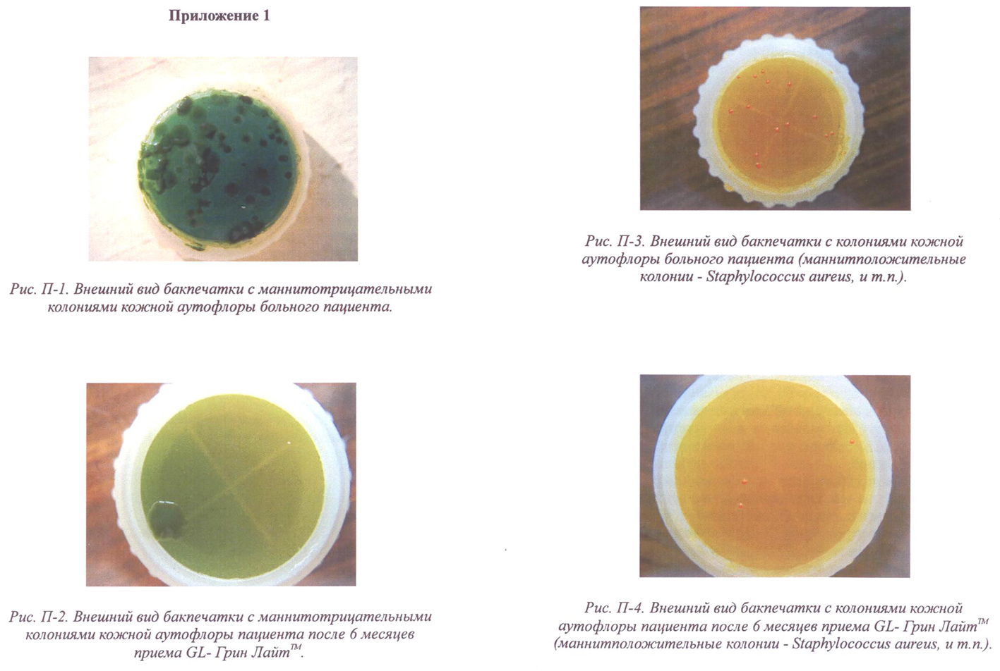 Приложение 1
Рис. П-1. Внешний вид бакпечатки с маннитотрицательными
колониями кожной аутофлоры больного пациента.
Рис. П-2. Внешний вид бакпечатки с маннитотрицательными
колониями кожной аутофлоры пациента после 6 месяцев
приема GL- Грин Лайт™.
Рис. П-3. Внешний вид бакпечатки с колониями кожной
аутофлоры больного пациента (маннитположительные
колонии - Staphylococcus aureus, и т.п.).
Рис. П-4. Внешний вид бакпечатки с колониями кожной
аутофлоры пациента после 6 месяцев приема GL- Грин Лайт™
(маннитположительные колонии - Staphylococcus aureus, и т.п.).